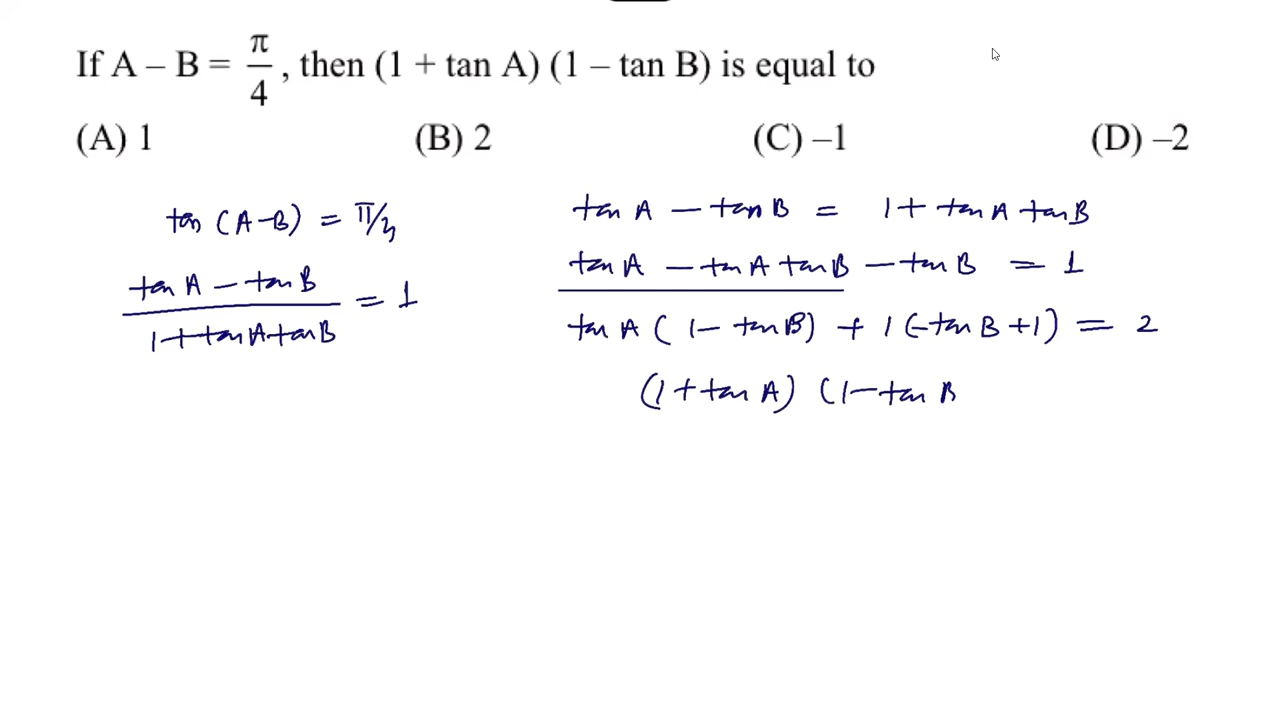 If A – B = π/4, then (1 + tan A) (1 – tan B) is equal to
(A) 1 (B) 2 (C) –1 (D) –2
tan (A-B) = π/4
(tan A - tan B)/(1 + tan A tan B) = 1
tan A - tan B = 1 + tan A tan B
tan A - tan A tan B - tan B = 1
tan A (1 - tan B) + 1 (-tan B + 1) = 2
(1 + tan A) (1 - tan B